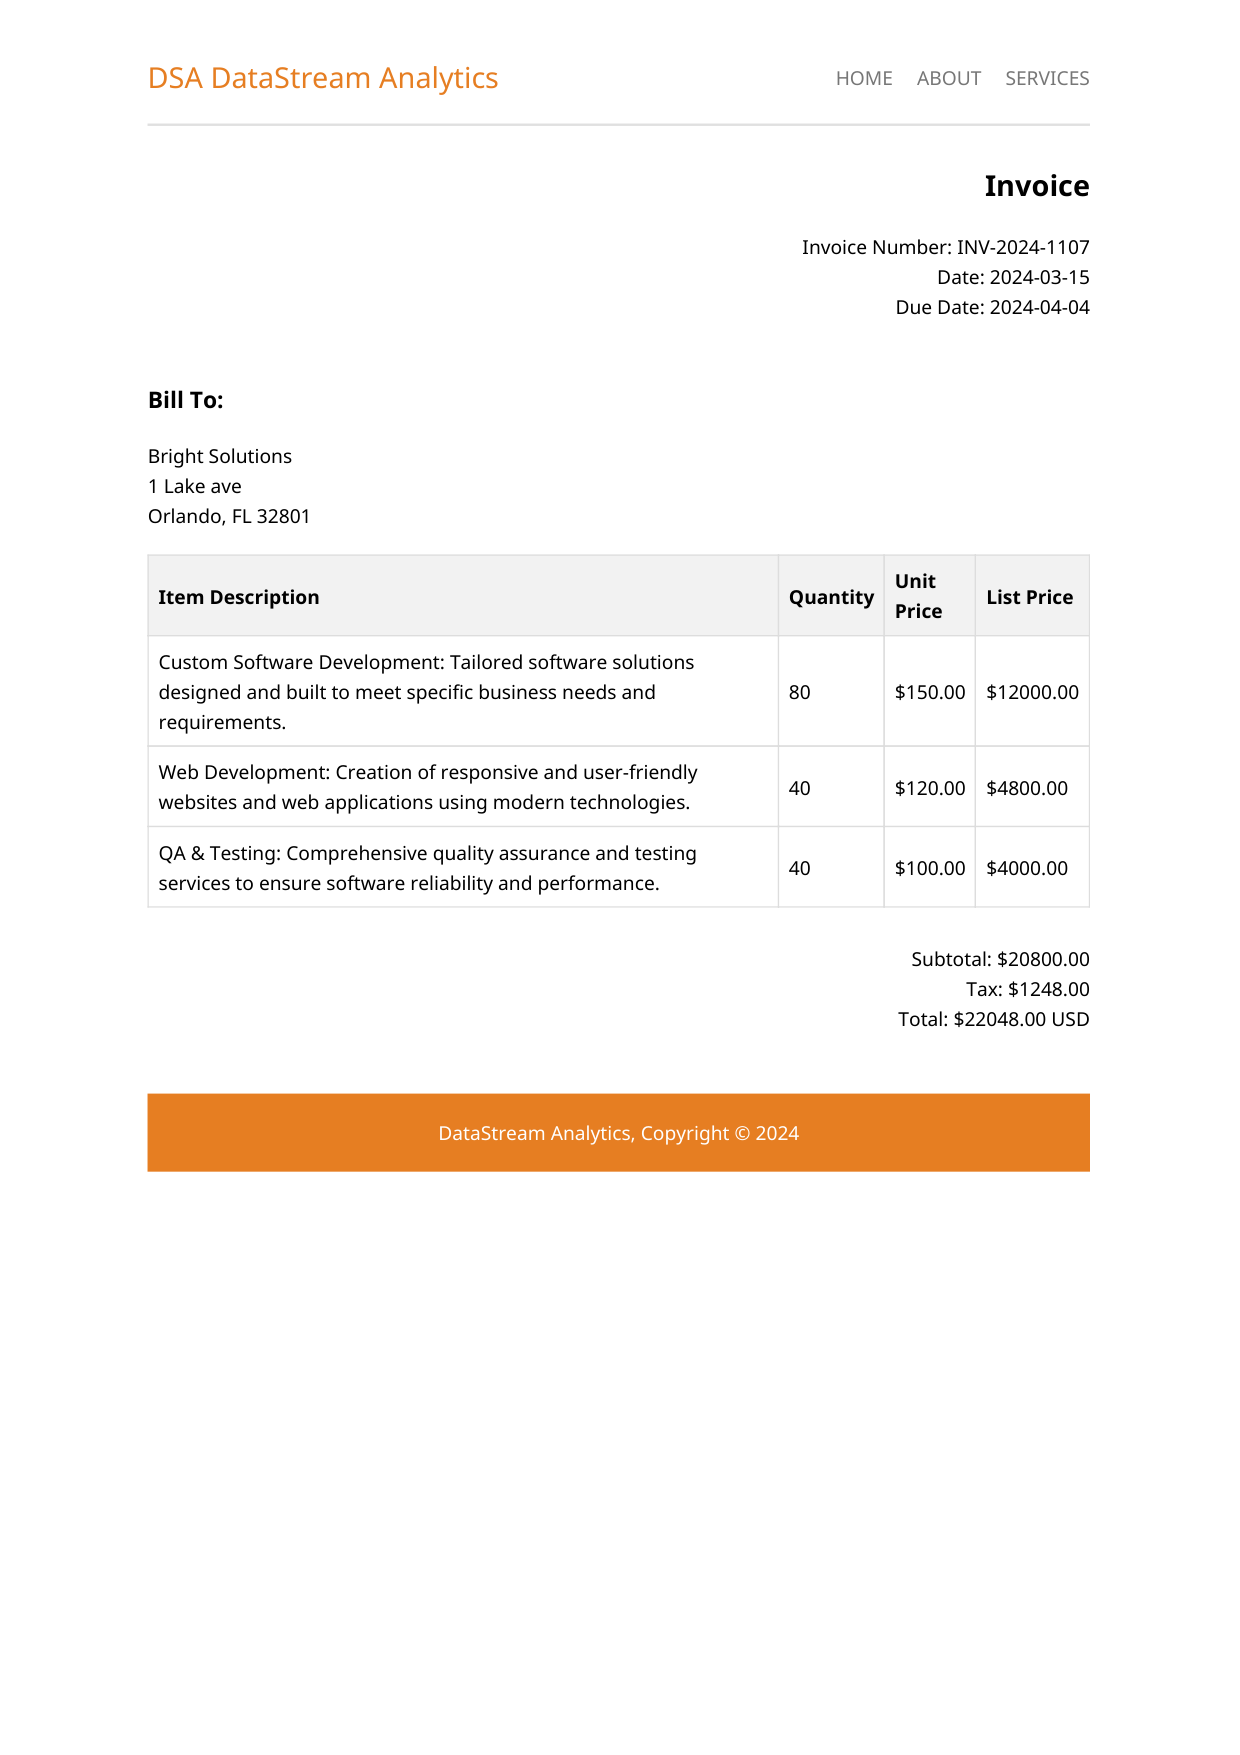 DSA DataStream Analytics
HOME ABOUT SERVICES
Invoice
Invoice Number: INV-2024-1107
Date: 2024-03-15
Due Date: 2024-04-04
Bill To:
Bright Solutions
1 Lake ave
Orlando, FL 32801
Item Description Quantity Unit Price List Price
Custom Software Development: Tailored software solutions
designed and built to meet specific business needs and
requirements.
80 $150.00 $12000.00
Web Development: Creation of responsive and user-friendly
websites and web applications using modern technologies.
40 $120.00 $4800.00
QA & Testing: Comprehensive quality assurance and testing
services to ensure software reliability and performance.
40 $100.00 $4000.00
Subtotal: $20800.00
Tax: $1248.00
Total: $22048.00 USD
DataStream Analytics, Copyright © 2024